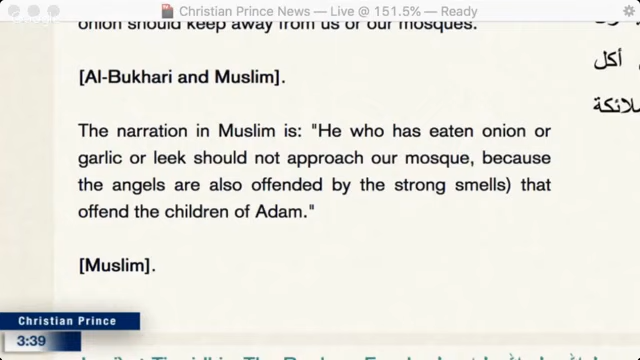 Christian Prince News — Live @ 151.5% — Ready
onion should keep away from us or our mosques."
[Al-Bukhari and Muslim].
The narration in Muslim is: "He who has eaten onion or
garlic or leek should not approach our mosque, because
the angels are also offended by the strong smells) that
offend the children of Adam."
[Muslim].
أكل
Christian Prince
3:39